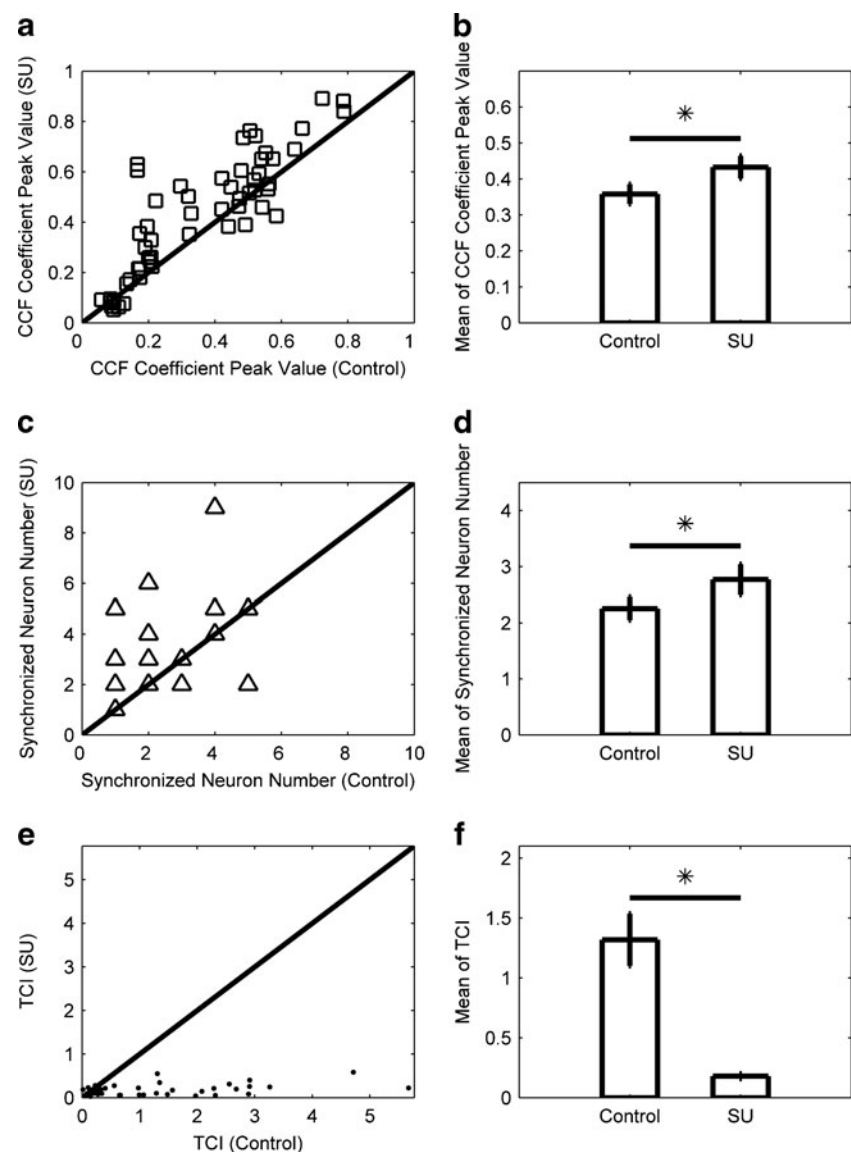 a
CCF Coefficient Peak Value (SU)
1
0.8
0.6
0.4
0.2
0
0 0.2 0.4 0.6 0.8 1
CCF Coefficient Peak Value (Control)
b
Mean of CCF Coefficient Peak Value
0.6
0.5
0.4
0.3
0.2
0.1
0
*
Control SU
c
Synchronized Neuron Number (SU)
10
8
6
4
2
0
0 2 4 6 8 10
Synchronized Neuron Number (Control)
d
Mean of Synchronized Neuron Number
4
3
2
1
0
*
Control SU
e
TCI (SU)
5
4
3
2
1
0
0 1 2 3 4 5
TCI (Control)
f
Mean of TCI
2
1.5
1
0.5
0
*
Control SU